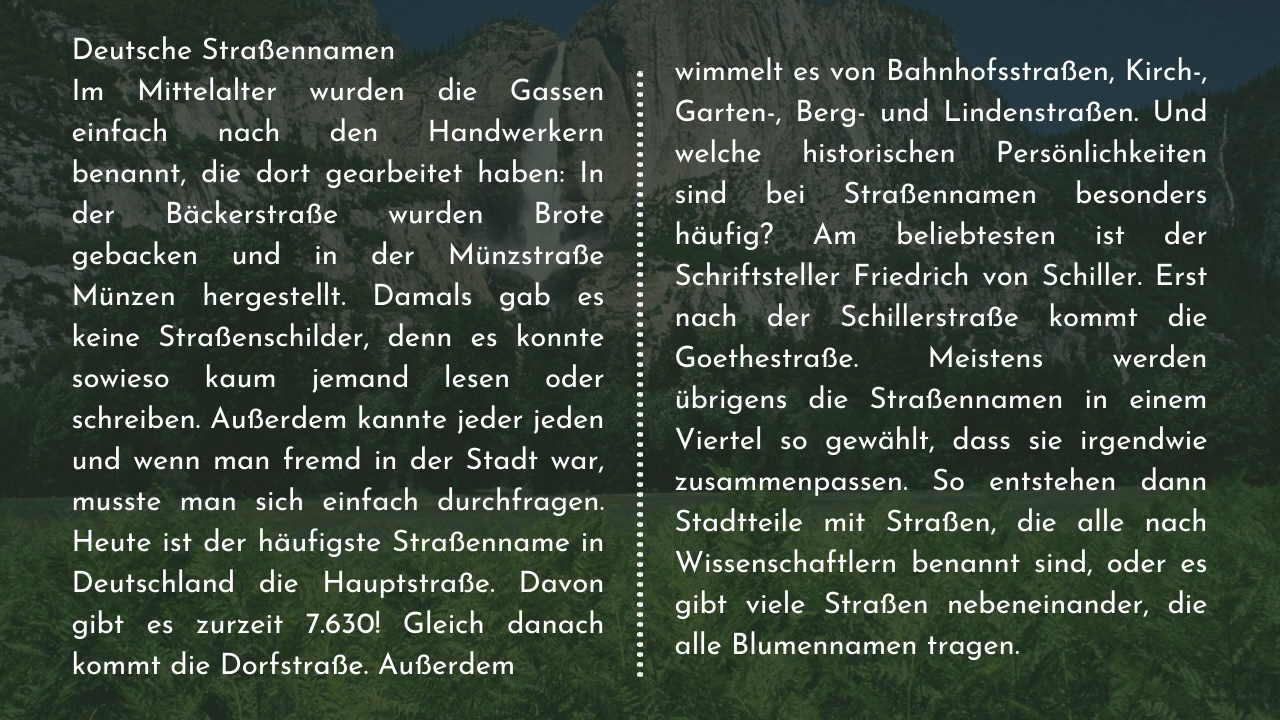 Deutsche Straßennamen
Im Mittelalter wurden die Gassen
einfach nach den Handwerkern
benannt, die dort gearbeitet haben: In
der Bäckerstraße wurden Brote
gebacken und in der Münzstraße
Münzen hergestellt. Damals gab es
keine Straßenschilder, denn es konnte
sowieso kaum jemand lesen oder
schreiben. Außerdem kannte jeder jeden
und wenn man fremd in der Stadt war,
musste man sich einfach durchfragen.
Heute ist der häufigste Straßenname in
Deutschland die Hauptstraße. Davon
gibt es zurzeit 7.630! Gleich danach
kommt die Dorfstraße. Außerdem
wimmelt es von Bahnhofsstraßen, Kirch-,
Garten-, Berg- und Lindenstraßen. Und
welche historischen Persönlichkeiten
sind bei Straßennamen besonders
häufig? Am beliebtesten ist der
Schriftsteller Friedrich von Schiller. Erst
nach der Schillerstraße kommt die
Goethestraße. Meistens werden
übrigens die Straßennamen in einem
Viertel so gewählt, dass sie irgendwie
zusammenpassen. So entstehen dann
Stadtteile mit Straßen, die alle nach
Wissenschaftlern benannt sind, oder es
gibt viele Straßen nebeneinander, die
alle Blumennamen tragen.